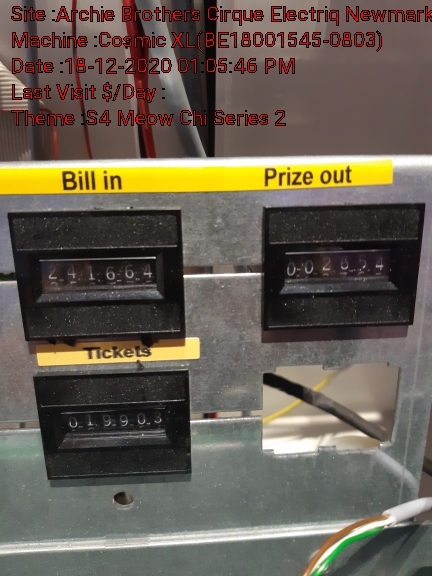 Site :Archie Brothers Cirque Electriq Newmark
Machine :Cosmic XL(BE18001545-0803)
Date :18-12-2020 01:05:46 PM
Last Visit $/Day :
Theme :S4 Meow Chi Series 2
Bill in
Prize out
241664
Tickets
019903